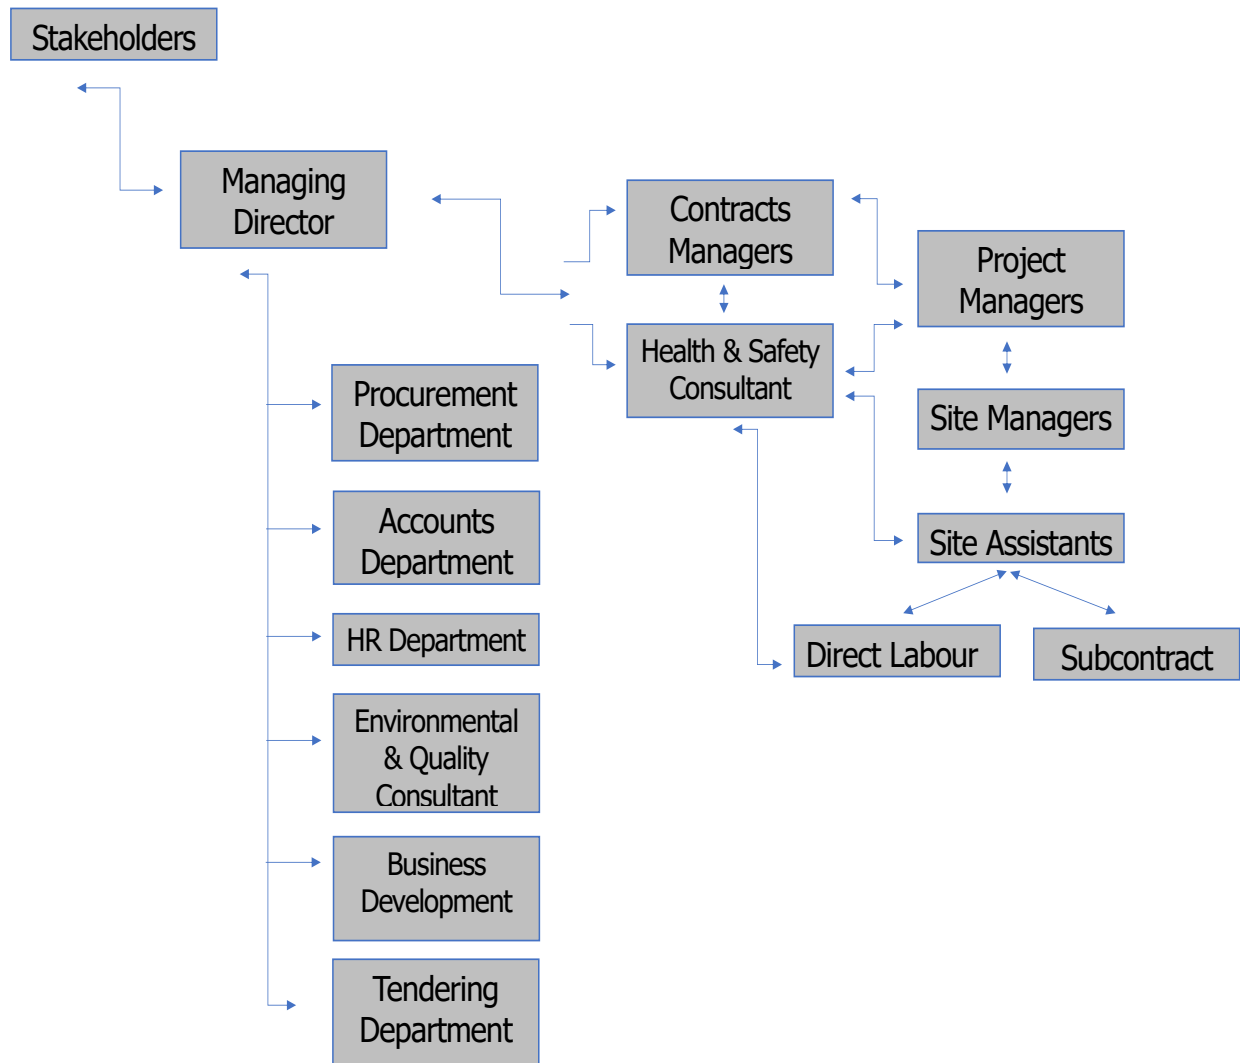 Stakeholders
Managing
Director
Contracts
Managers
Project
Managers
Health & Safety
Consultant
Procurement
Department
Site Managers
Accounts
Department
Site Assistants
HR Department
Direct Labour
Subcontract
Environmental
& Quality
Consultant
Business
Development
Tendering
Department